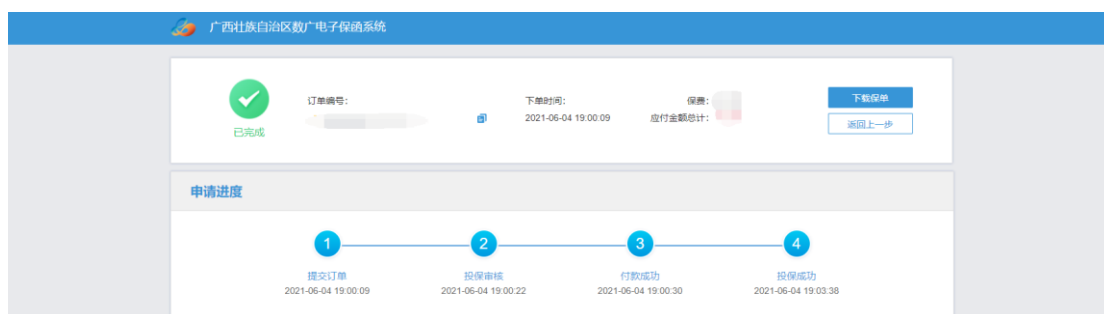 广西壮族自治区数广电子保函系统
订单编号:
下单时间:
保费:
下载保单
2021-06-04 19:00:09
应付金额总计:
返回上一步
已完成
申请进度
1
2
3
4
提交订单
投保审核
付款成功
投保成功
2021-06-04 19:00:09
2021-06-04 19:00:22
2021-06-04 19:00:30
2021-06-04 19:03:38